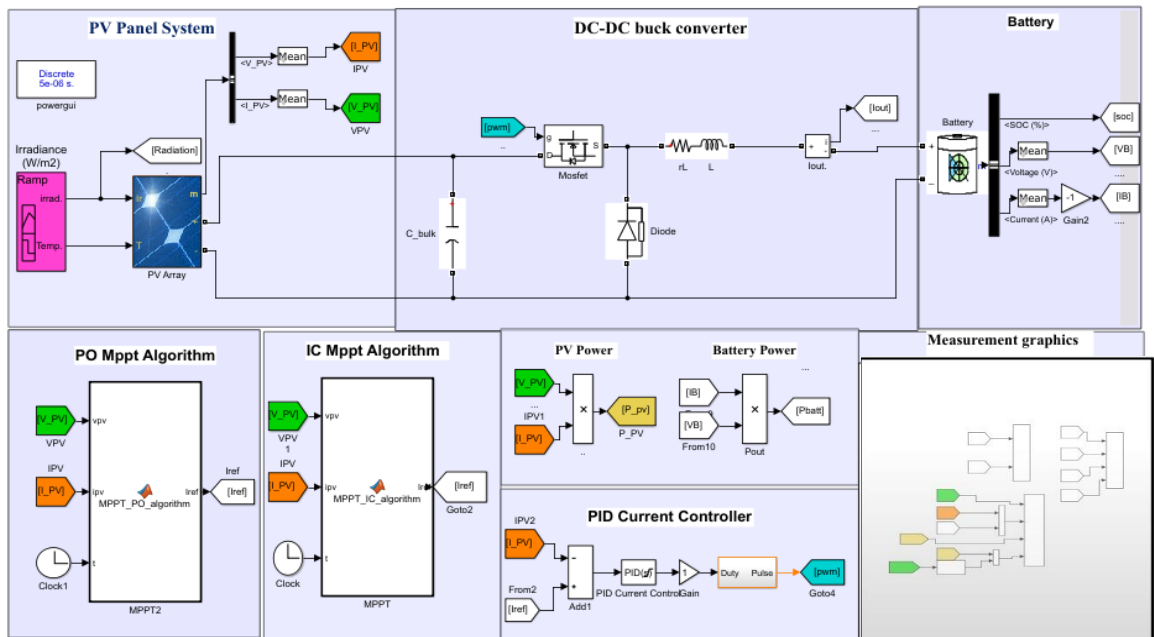 PV Panel System
DC-DC buck converter
Battery
Discrete
5e-06 s.
powergui
<V_PV>
Mean
[I_PV]
IPV
<I_PV>
Mean
[V_PV]
VPV
Irradiance
(W/m2)
Ramp
irrad.
Temp.
[Radiation]
.
Ir
T
m
+
-
PV Array
C_bulk
+
[pwm]
..
g
D
S
Mosfet
Diode
rL
L
[Iout]
...
i
+
-
Iout.
Battery
+
_
m
<SOC (%)>
[soc]
Mean
<Voltage (V)>
[VB]
....
Mean
<Current (A)>
-1
Gain2
[IB]
....
PO Mppt Algorithm
[V_PV]
VPV
IPV
[I_PV]
Clock1
vpv
ipv
t
MPPT_PO_algorithm
Iref
MPPT2
Iref
[Iref]
IC Mppt Algorithm
[V_PV]
VPV
1
IPV
[I_PV]
Clock
vpv
ipv
t
MPPT_IC_algorithm
MPPT
[Iref]
Goto2
PV Power
[V_PV]
...
IPV1
[I_PV]
×
..
[P_pv]
P_PV
Battery Power
...
[IB]
[VB]
From10
×
Pout
[Pbatt]
PID Current Controller
IPV2
[I_PV]
From2
[Iref]
−
+
Add1
PID(s)
PID Current Control
1
Gain
Duty
Pulse
[pwm]
Goto4
Measurement graphics